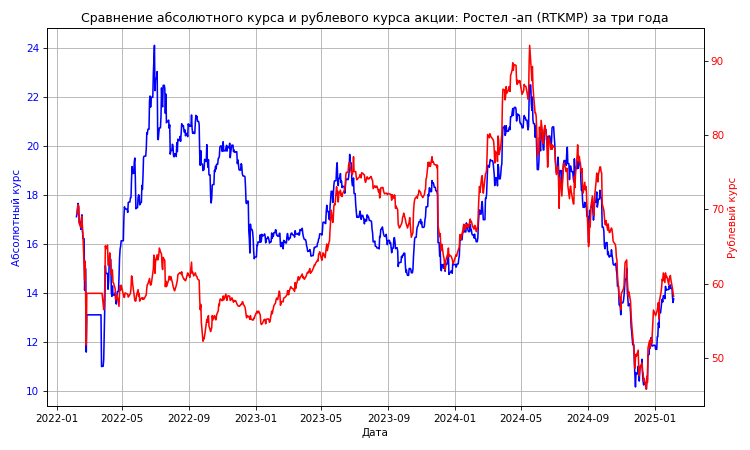 Сравнение абсолютного курса и рублевого курса акции: Ростел -ап (RTKMP) за три года
24
22
20
18
16
14
12
10
Абсолютный курс
90
80
70
60
50
Рублевый курс
2022-01 2022-05 2022-09 2023-01 2023-05 2023-09 2024-01 2024-05 2024-09 2025-01
Дата